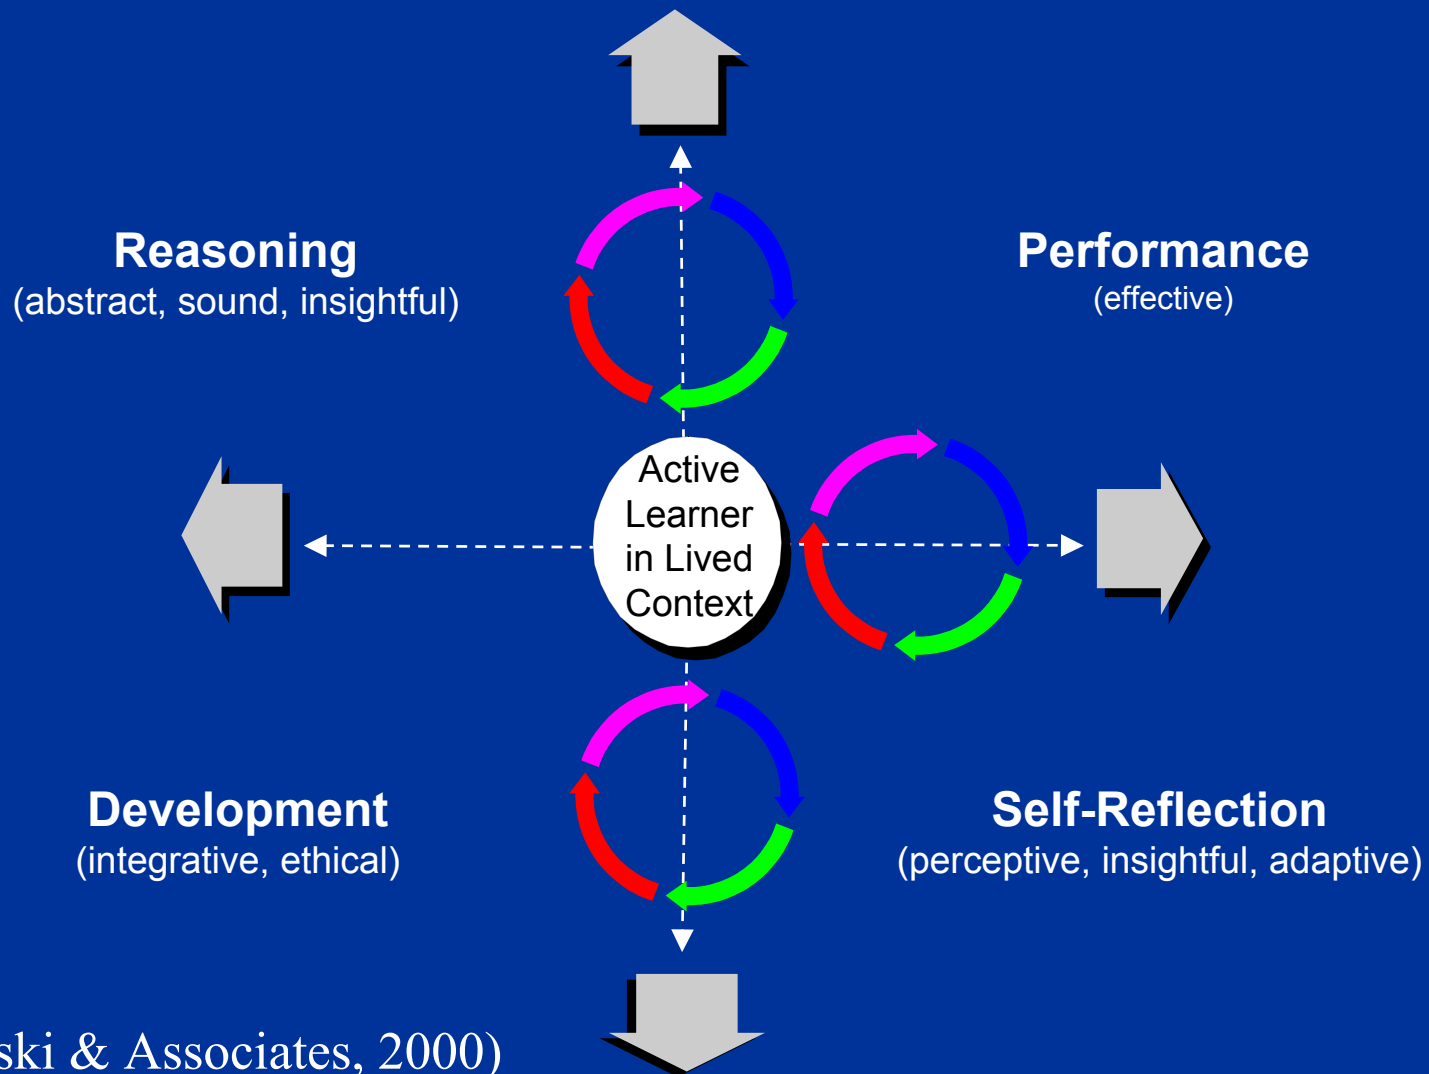 Reasoning
(abstract, sound, insightful)
Performance
(effective)
Active
Learner
in Lived
Context
Development
(integrative, ethical)
Self-Reflection
(perceptive, insightful, adaptive)
ski & Associates, 2000)